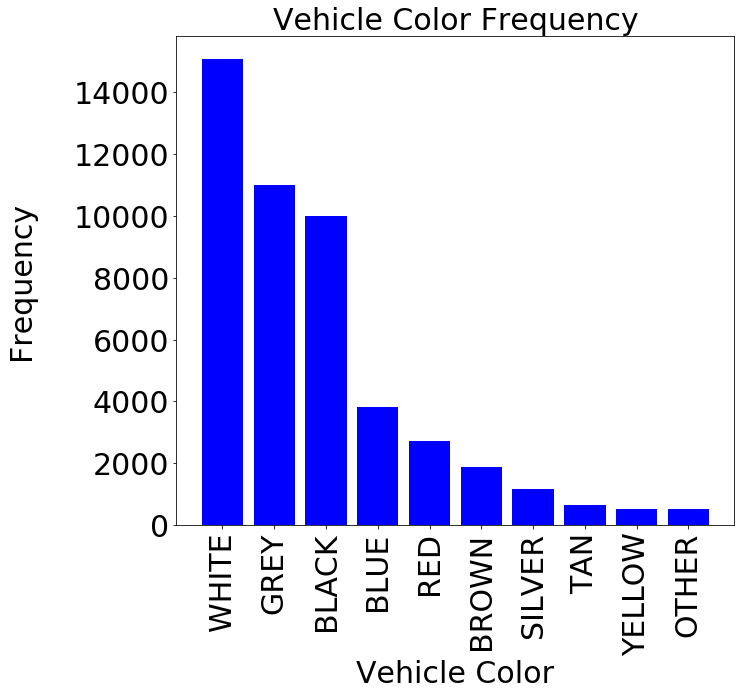 Vehicle Color Frequency
Frequency
14000
12000
10000
8000
6000
4000
2000
0
WHITE
GREY
BLACK
BLUE
RED
BROWN
SILVER
TAN
YELLOW
OTHER
Vehicle Color